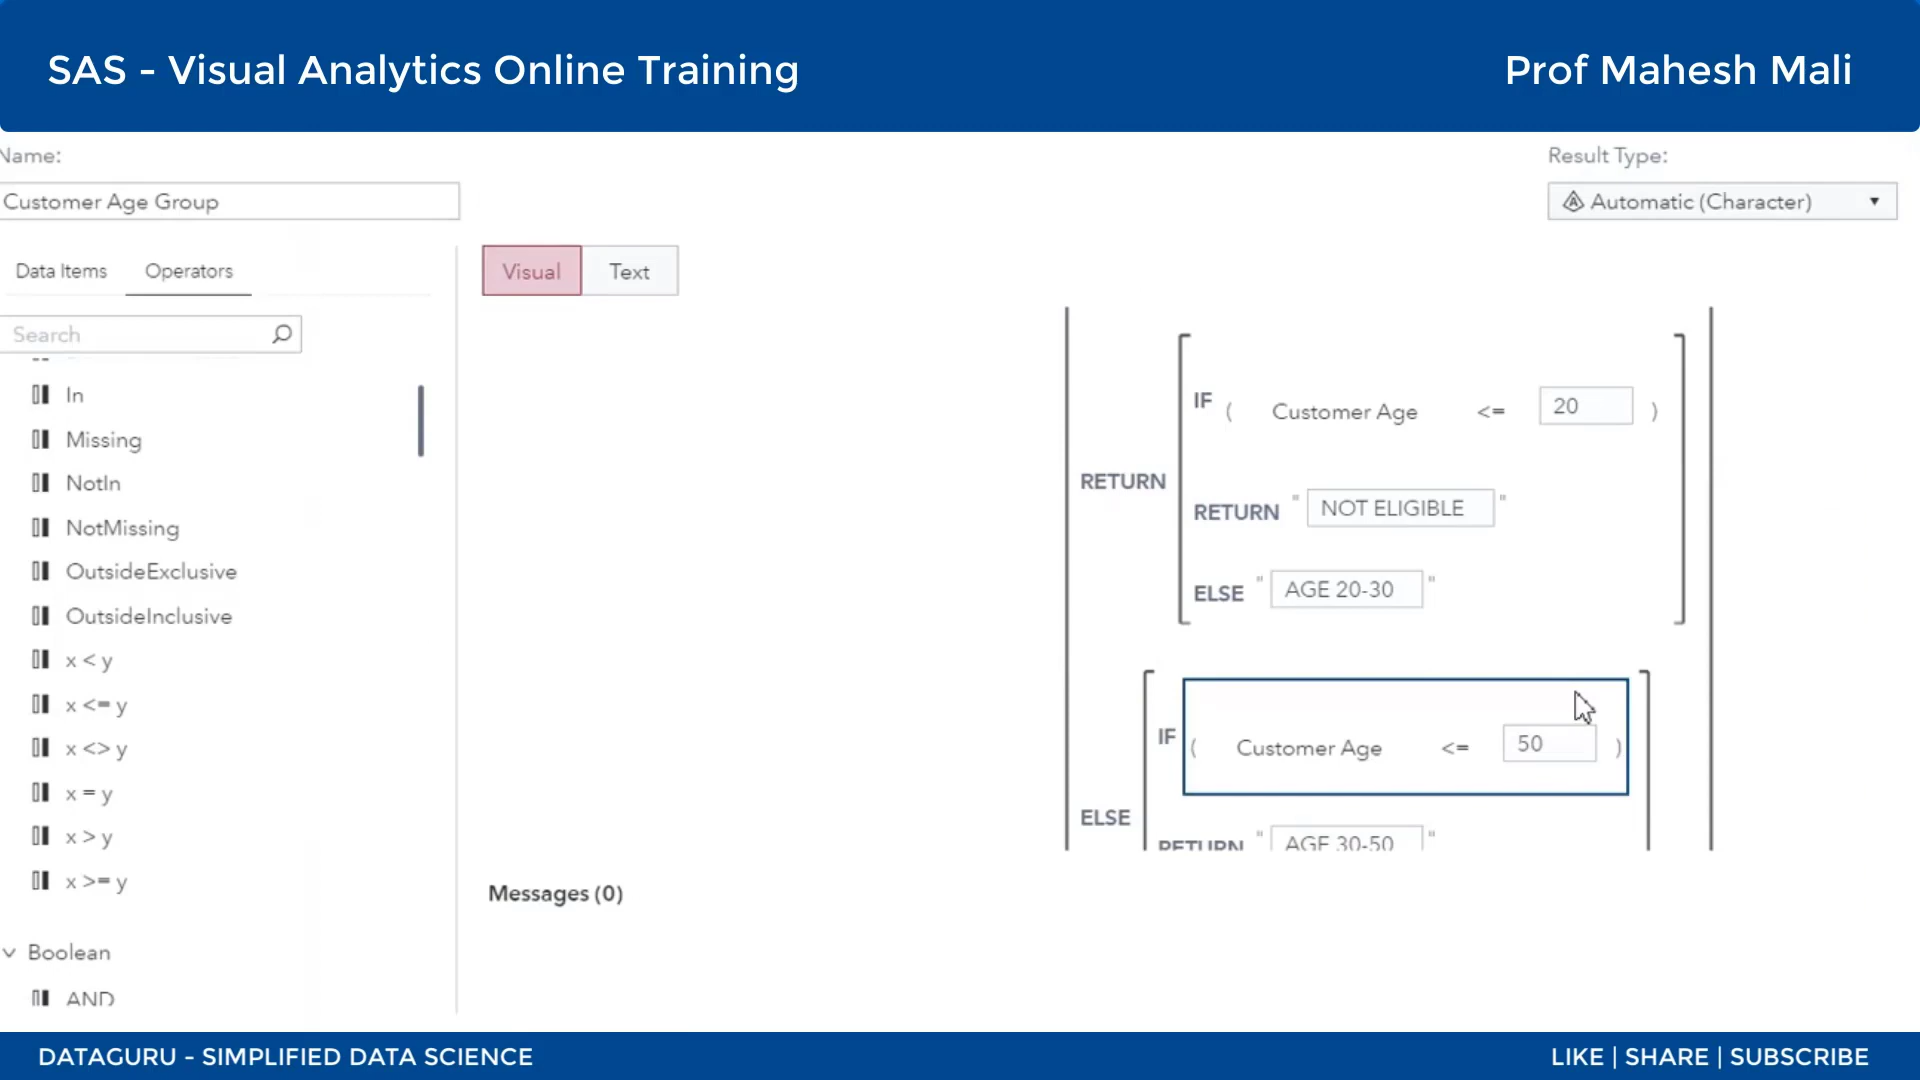 SAS - Visual Analytics Online Training
Prof Mahesh Mali
Name:
Result Type:
Customer Age Group
Automatic (Character)
Data Items
Operators
Visual
Text
Search
In
Missing
NotIn
NotMissing
OutsideExclusive
OutsideInclusive
x < y
x <= y
x <> y
x = y
x > y
x >= y
Boolean
AND
IF ( Customer Age <= 20 )
RETURN
RETURN " NOT ELIGIBLE "
ELSE " AGE 20-30 "
IF ( Customer Age <= 50 )
ELSE
RETURN " AGE 30-50 "
Messages (0)
DATAGURU - SIMPLIFIED DATA SCIENCE
LIKE | SHARE | SUBSCRIBE